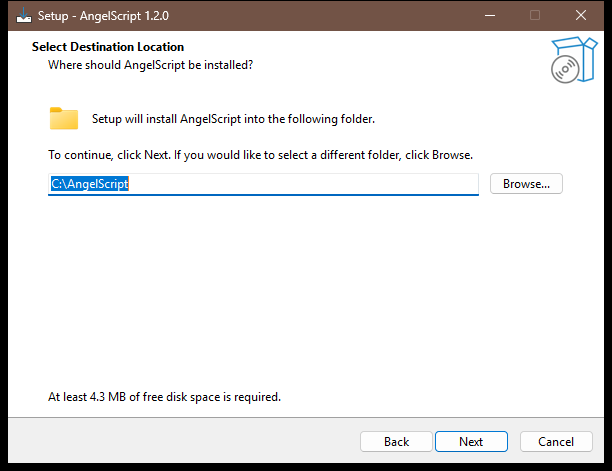 Setup - AngelScript 1.2.0
Select Destination Location
Where should AngelScript be installed?
Setup will install AngelScript into the following folder.
To continue, click Next. If you would like to select a different folder, click Browse.
C:\AngelScript
Browse...
At least 4.3 MB of free disk space is required.
Back
Next
Cancel